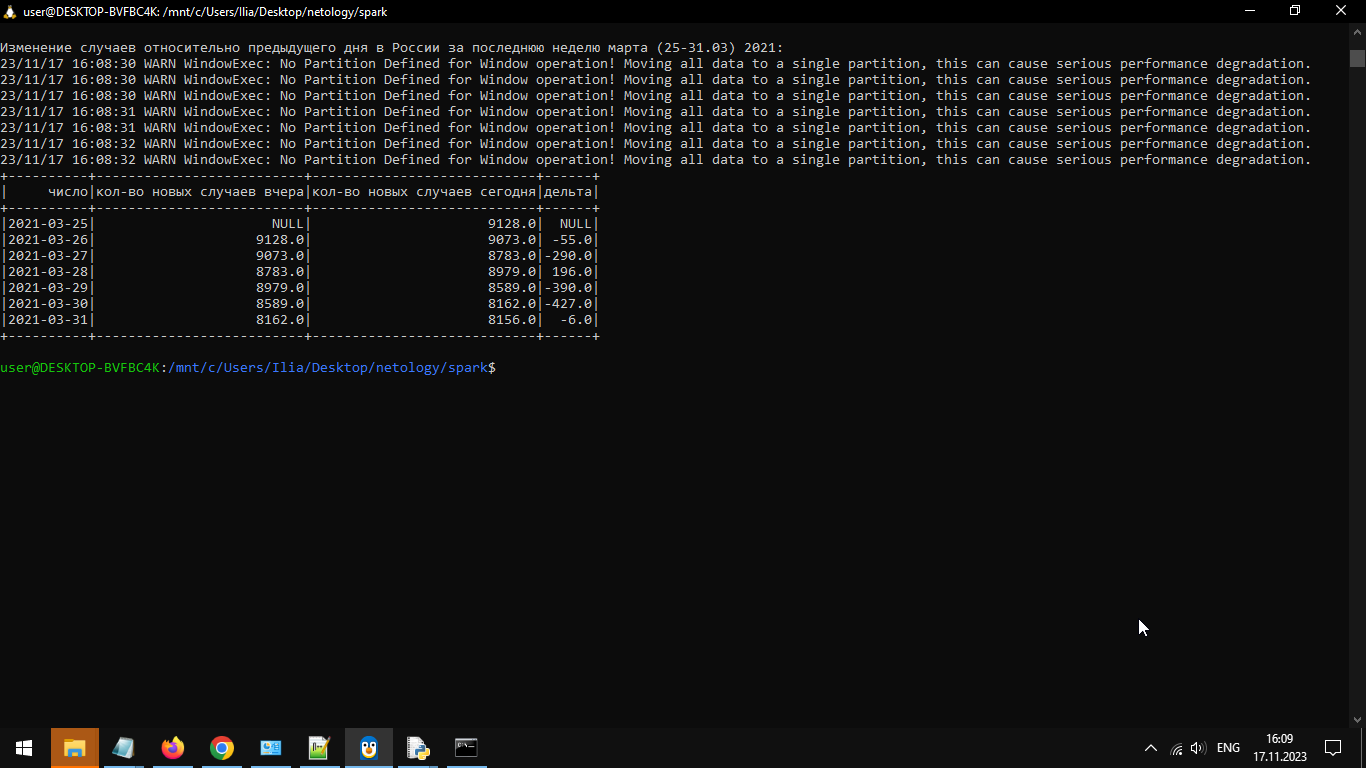 user@DESKTOP-BVFBC4K: /mnt/c/Users/Ilia/Desktop/netology/spark
Изменение случаев относительно предыдущего дня в России за последнюю неделю марта (25-31.03) 2021:
23/11/17 16:08:30 WARN WindowExec: No Partition Defined for Window operation! Moving all data to a single partition, this can cause serious performance degradation.
23/11/17 16:08:30 WARN WindowExec: No Partition Defined for Window operation! Moving all data to a single partition, this can cause serious performance degradation.
23/11/17 16:08:30 WARN WindowExec: No Partition Defined for Window operation! Moving all data to a single partition, this can cause serious performance degradation.
23/11/17 16:08:31 WARN WindowExec: No Partition Defined for Window operation! Moving all data to a single partition, this can cause serious performance degradation.
23/11/17 16:08:31 WARN WindowExec: No Partition Defined for Window operation! Moving all data to a single partition, this can cause serious performance degradation.
23/11/17 16:08:32 WARN WindowExec: No Partition Defined for Window operation! Moving all data to a single partition, this can cause serious performance degradation.
23/11/17 16:08:32 WARN WindowExec: No Partition Defined for Window operation! Moving all data to a single partition, this can cause serious performance degradation.
+----------+--------------------------+----------------------------+------+
|     число|кол-во новых случаев вчера|кол-во новых случаев сегодня|дельта|
+----------+--------------------------+----------------------------+------+
|2021-03-25|                      NULL|                      9128.0|  NULL|
|2021-03-26|                    9128.0|                      9073.0| -55.0|
|2021-03-27|                    9073.0|                      8783.0|-290.0|
|2021-03-28|                    8783.0|                      8979.0| 196.0|
|2021-03-29|                    8979.0|                      8589.0|-390.0|
|2021-03-30|                    8589.0|                      8162.0|-427.0|
|2021-03-31|                    8162.0|                      8156.0|  -6.0|
+----------+--------------------------+----------------------------+------+
user@DESKTOP-BVFBC4K:/mnt/c/Users/Ilia/Desktop/netology/spark$
ENG
16:09
17.11.2023